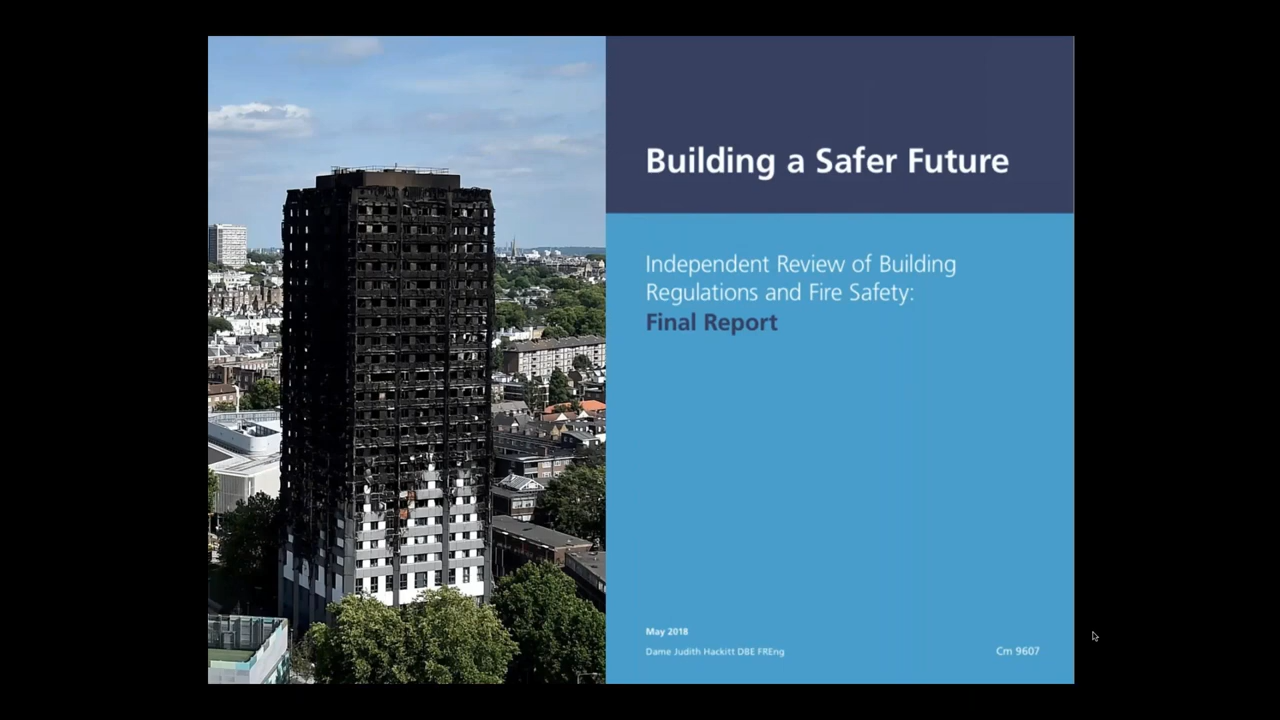 Building a Safer Future
Independent Review of Building
Regulations and Fire Safety:
Final Report
May 2018
Dame Judith Hackitt DBE FREng
Cm 9607